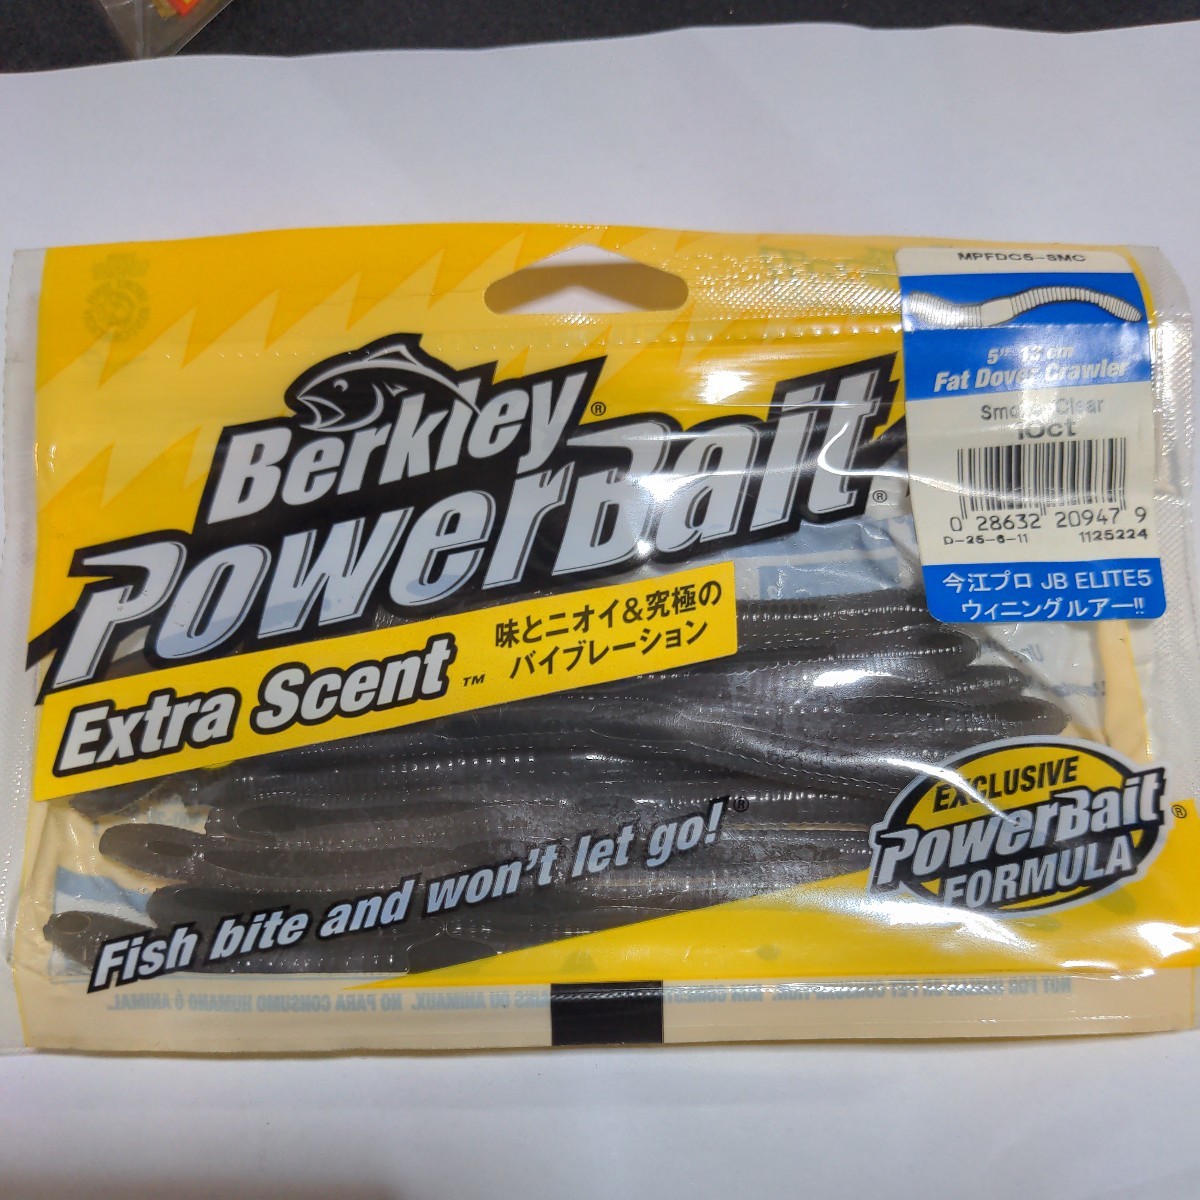 MPFDC5-SMC
5" 13 cm
Fat Dover Crawler
Smoke Clear
10ct
0 28632 20947 9
D-25-6-11 1125224
今江プロ JB ELITE5
ウィニングルアー!!
Berkley®
PowerBait®
Extra Scent™
味とニオイ&究極の
バイブレーション
Fish bite and won't let go!®
EXCLUSIVE
PowerBait®
FORMULA